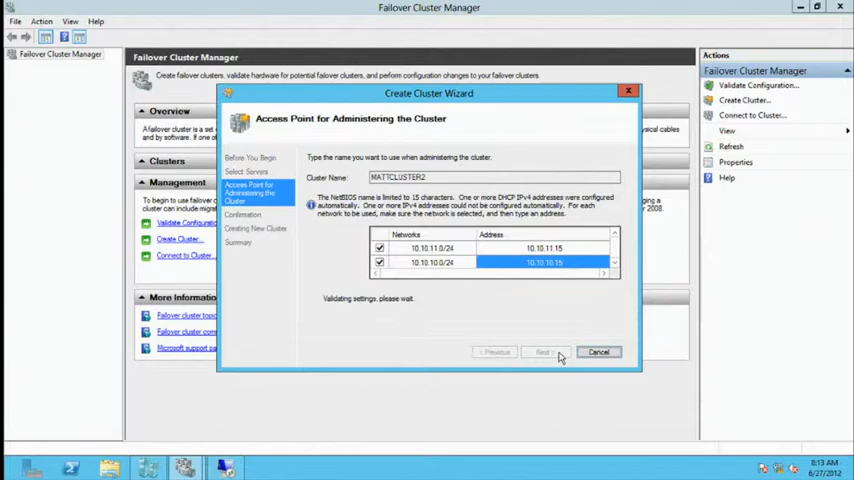 Failover Cluster Manager
File Action View Help
Failover Cluster Manager
Failover Cluster Manager
Create failover clusters, validate hardware for potential failover clusters, and perform configuration changes to your failover clusters.
Overview
A failover cluster is a set
and by software. If one of
ysical cables
Clusters
Management
To begin to use failover c
cluster can include migrati
2008.
Validate Configuratio
Create Cluster...
Connect to Cluster...
More Information
Failover cluster topic
Failover cluster com
Microsoft support pa
Create Cluster Wizard
Access Point for Administering the Cluster
Before You Begin
Select Servers
Access Point for
Administering the
Cluster
Confirmation
Creating New Cluster
Summary
Type the name you want to use when administering the cluster.
Cluster Name:
MATTCLUSTER2
The NetBIOS name is limited to 15 characters. One or more DHCP IPv4 addresses were configured
automatically. One or more IPv4 addresses could not be configured automatically. For each
network to be used, make sure the network is selected, and then type an address.
Networks Address
10.10.11.0/24 10.10.11.15
10.10.10.0/24 10.10.10.15
Validating settings, please wait.
< Previous Next > Cancel
Actions
Failover Cluster Manager
Validate Configuration...
Create Cluster...
Connect to Cluster...
View
Refresh
Properties
Help
8:13 AM
6/27/2012